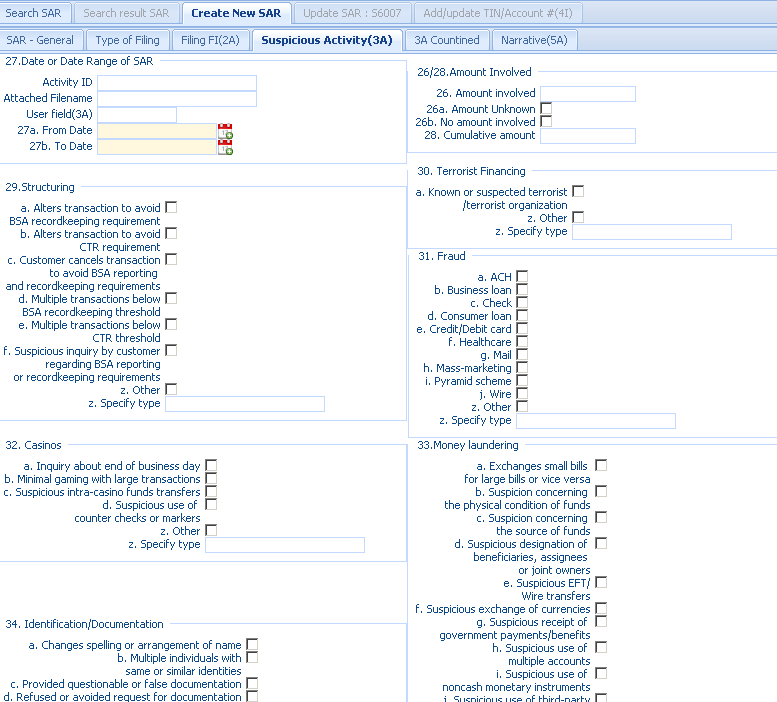 Search SAR
Search result SAR
Create New SAR
Update SAR : S6007
Add/update TIN/Account #(4I)
SAR - General
Type of Filing
Filing FI(2A)
Suspicious Activity(3A)
3A Countined
Narrative(5A)
27.Date or Date Range of SAR
Activity ID
Attached Filename
User field(3A)
27a. From Date
27b. To Date
26/28.Amount Involved
26. Amount involved
26a. Amount Unknown
26b. No amount involved
28. Cumulative amount
29.Structuring
a. Alters transaction to avoid
BSA recordkeeping requirement
b. Alters transaction to avoid
CTR requirement
c. Customer cancels transaction
to avoid BSA reporting
and recordkeeping requirements
d. Multiple transactions below
BSA recordkeeping threshold
e. Multiple transactions below
CTR threshold
f. Suspicious inquiry by customer
regarding BSA reporting
or recordkeeping requirements
z. Other
z. Specify type
30. Terrorist Financing
a. Known or suspected terrorist
/terrorist organization
z. Other
z. Specify type
31. Fraud
a. ACH
b. Business loan
c. Check
d. Consumer loan
e. Credit/Debit card
f. Healthcare
g. Mail
h. Mass-marketing
i. Pyramid scheme
j. Wire
z. Other
z. Specify type
32. Casinos
a. Inquiry about end of business day
b. Minimal gaming with large transactions
c. Suspicious intra-casino funds transfers
d. Suspicious use of
counter checks or markers
z. Other
z. Specify type
33.Money laundering
a. Exchanges small bills
for large bills or vice versa
b. Suspicion concerning
the physical condition of funds
c. Suspicion concerning
the source of funds
d. Suspicious designation of
beneficiaries, assignees
or joint owners
e. Suspicious EFT/
Wire transfers
f. Suspicious exchange of currencies
g. Suspicious receipt of
government payments/benefits
h. Suspicious use of
multiple accounts
i. Suspicious use of
noncash monetary instruments
j. Suspicious use of third-party
34. Identification/Documentation
a. Changes spelling or arrangement of name
b. Multiple individuals with
same or similar identities
c. Provided questionable or false documentation
d. Refused or avoided request for documentation